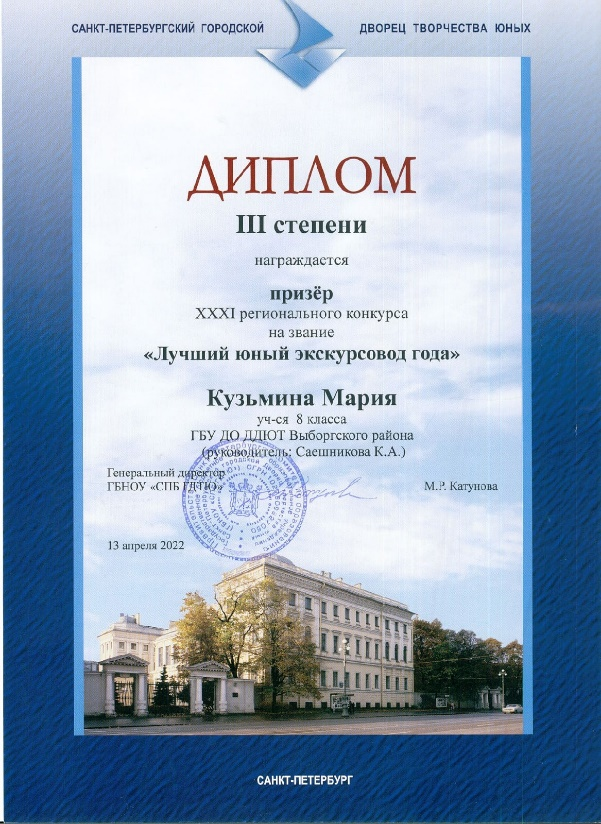 САНКТ-ПЕТЕРБУРГСКИЙ ГОРОДСКОЙ ДВОРЕЦ ТВОРЧЕСТВА ЮНЫХ
ДИПЛОМ
III степени
награждается
призёр
XXXI регионального конкурса
на звание
«Лучший юный экскурсовод года»
Кузьмина Мария
уч-ся 8 класса
ГБУ ДО ДДЮТ Выборгского района
(руководитель: Саешникова К.А.)
Генеральный директор
ГБНОУ «СПБ ГДТЮ»
М.Р. Катунова
13 апреля 2022
САНКТ-ПЕТЕРБУРГ